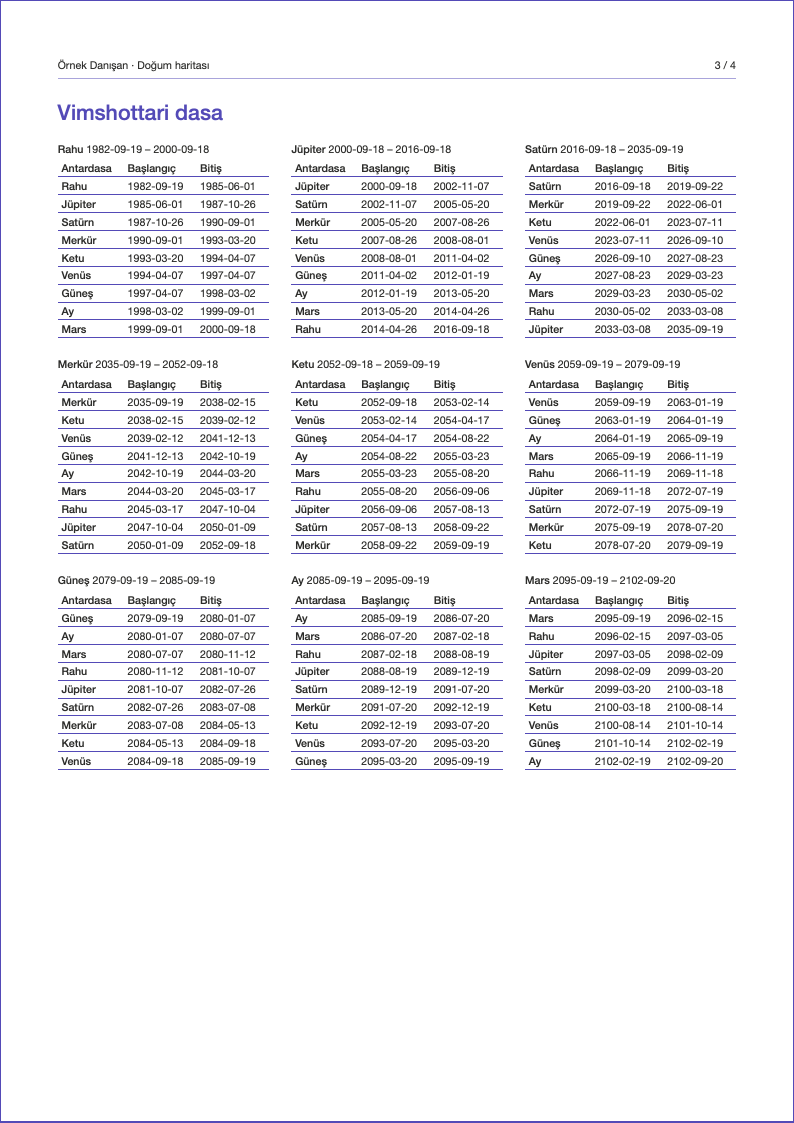 Örnek Danışan · Doğum haritası 3 / 4
Vimshottari dasa
Rahu 1982-09-19 – 2000-09-18
Antardasa Başlangıç Bitiş
Rahu 1982-09-19 1985-06-01
Jüpiter 1985-06-01 1987-10-26
Satürn 1987-10-26 1990-09-01
Merkür 1990-09-01 1993-03-20
Ketu 1993-03-20 1994-04-07
Venüs 1994-04-07 1997-04-07
Güneş 1997-04-07 1998-03-02
Ay 1998-03-02 1999-09-01
Mars 1999-09-01 2000-09-18
Jüpiter 2000-09-18 – 2016-09-18
Antardasa Başlangıç Bitiş
Jüpiter 2000-09-18 2002-11-07
Satürn 2002-11-07 2005-05-20
Merkür 2005-05-20 2007-08-26
Ketu 2007-08-26 2008-08-01
Venüs 2008-08-01 2011-04-02
Güneş 2011-04-02 2012-01-19
Ay 2012-01-19 2013-05-20
Mars 2013-05-20 2014-04-26
Rahu 2014-04-26 2016-09-18
Satürn 2016-09-18 – 2035-09-19
Antardasa Başlangıç Bitiş
Satürn 2016-09-18 2019-09-22
Merkür 2019-09-22 2022-06-01
Ketu 2022-06-01 2023-07-11
Venüs 2023-07-11 2026-09-10
Güneş 2026-09-10 2027-08-23
Ay 2027-08-23 2029-03-23
Mars 2029-03-23 2030-05-02
Rahu 2030-05-02 2033-03-08
Jüpiter 2033-03-08 2035-09-19
Merkür 2035-09-19 – 2052-09-18
Antardasa Başlangıç Bitiş
Merkür 2035-09-19 2038-02-15
Ketu 2038-02-15 2039-02-12
Venüs 2039-02-12 2041-12-13
Güneş 2041-12-13 2042-10-19
Ay 2042-10-19 2044-03-20
Mars 2044-03-20 2045-03-17
Rahu 2045-03-17 2047-10-04
Jüpiter 2047-10-04 2050-01-09
Satürn 2050-01-09 2052-09-18
Ketu 2052-09-18 – 2059-09-19
Antardasa Başlangıç Bitiş
Ketu 2052-09-18 2053-02-14
Venüs 2053-02-14 2054-04-17
Güneş 2054-04-17 2054-08-22
Ay 2054-08-22 2055-03-23
Mars 2055-03-23 2055-08-20
Rahu 2055-08-20 2056-09-06
Jüpiter 2056-09-06 2057-08-13
Satürn 2057-08-13 2058-09-22
Merkür 2058-09-22 2059-09-19
Venüs 2059-09-19 – 2079-09-19
Antardasa Başlangıç Bitiş
Venüs 2059-09-19 2063-01-19
Güneş 2063-01-19 2064-01-19
Ay 2064-01-19 2065-09-19
Mars 2065-09-19 2066-11-19
Rahu 2066-11-19 2069-11-18
Jüpiter 2069-11-18 2072-07-19
Satürn 2072-07-19 2075-09-19
Merkür 2075-09-19 2078-07-20
Ketu 2078-07-20 2079-09-19
Güneş 2079-09-19 – 2085-09-19
Antardasa Başlangıç Bitiş
Güneş 2079-09-19 2080-01-07
Ay 2080-01-07 2080-07-07
Mars 2080-07-07 2080-11-12
Rahu 2080-11-12 2081-10-07
Jüpiter 2081-10-07 2082-07-26
Satürn 2082-07-26 2083-07-08
Merkür 2083-07-08 2084-05-13
Ketu 2084-05-13 2084-09-18
Venüs 2084-09-18 2085-09-19
Ay 2085-09-19 – 2095-09-19
Antardasa Başlangıç Bitiş
Ay 2085-09-19 2086-07-20
Mars 2086-07-20 2087-02-18
Rahu 2087-02-18 2088-08-19
Jüpiter 2088-08-19 2089-12-19
Satürn 2089-12-19 2091-07-20
Merkür 2091-07-20 2092-12-19
Ketu 2092-12-19 2093-07-20
Venüs 2093-07-20 2095-03-20
Güneş 2095-03-20 2095-09-19
Mars 2095-09-19 – 2102-09-20
Antardasa Başlangıç Bitiş
Mars 2095-09-19 2096-02-15
Rahu 2096-02-15 2097-03-05
Jüpiter 2097-03-05 2098-02-09
Satürn 2098-02-09 2099-03-20
Merkür 2099-03-20 2100-03-18
Ketu 2100-03-18 2100-08-14
Venüs 2100-08-14 2101-10-14
Güneş 2101-10-14 2102-02-19
Ay 2102-02-19 2102-09-20